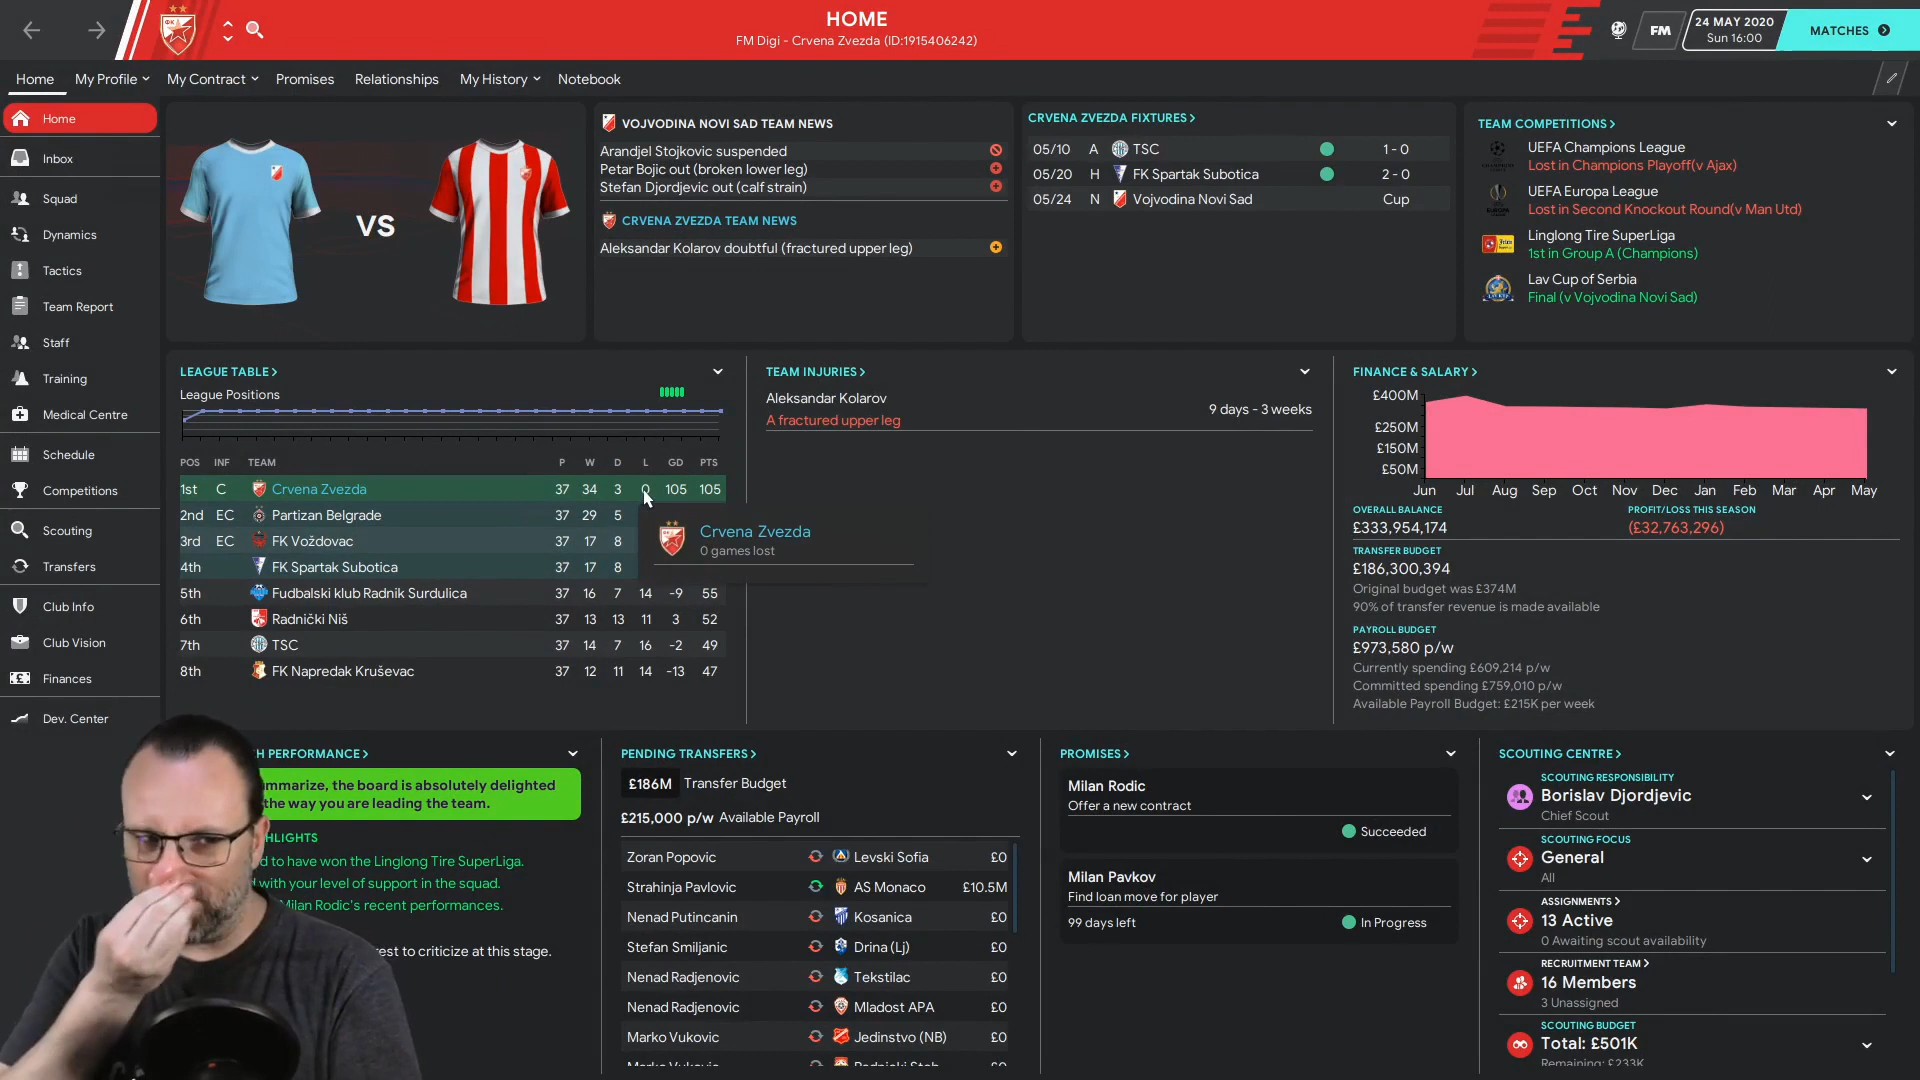 HOME
FM Digi - Crvena Zvezda (ID:1915406242)
FM
24 MAY 2020
Sun 16:00
MATCHES
Home
My Profile
My Contract
Promises
Relationships
My History
Notebook
Home
Inbox
Squad
Dynamics
Tactics
Team Report
Staff
Training
Medical Centre
Schedule
Competitions
Scouting
Transfers
Club Info
Club Vision
Finances
Dev. Center
VS
VOJVODINA NOVI SAD TEAM NEWS
Arandjel Stojkovic suspended
Petar Bojic out (broken lower leg)
Stefan Djordjevic out (calf strain)
CRVENA ZVEZDA TEAM NEWS
Aleksandar Kolarov doubtful (fractured upper leg)
CRVENA ZVEZDA FIXTURES >
05/10 A TSC 1 - 0
05/20 H FK Spartak Subotica 2 - 0
05/24 N Vojvodina Novi Sad Cup
TEAM COMPETITIONS >
UEFA Champions League
Lost in Champions Playoff(v Ajax)
UEFA Europa League
Lost in Second Knockout Round(v Man Utd)
Linglong Tire SuperLiga
1st in Group A (Champions)
Lav Cup of Serbia
Final (v Vojvodina Novi Sad)
LEAGUE TABLE >
League Positions
POS INF TEAM P W D L GD PTS
1st C Crvena Zvezda 37 34 3 0 105 105
2nd EC Partizan Belgrade 37 29 5
3rd EC FK Voždovac 37 17 8
4th FK Spartak Subotica 37 17 8
5th Fudbalski klub Radnik Surdulica 37 16 7 14 -9 55
6th Radnički Niš 37 13 13 11 3 52
7th TSC 37 14 7 16 -2 49
8th FK Napredak Kruševac 37 12 11 14 -13 47
Crvena Zvezda
0 games lost
TEAM INJURIES >
Aleksandar Kolarov
A fractured upper leg
9 days - 3 weeks
FINANCE & SALARY >
£400M
£250M
£150M
£50M
Jun Jul Aug Sep Oct Nov Dec Jan Feb Mar Apr May
OVERALL BALANCE
£333,954,174
PROFIT/LOSS THIS SEASON
(£32,763,296)
TRANSFER BUDGET
£186,300,394
Original budget was £374M
90% of transfer revenue is made available
PAYROLL BUDGET
£973,580 p/w
Currently spending £609,214 p/w
Committed spending £759,010 p/w
Available Payroll Budget: £215K per week
H PERFORMANCE >
mmarize, the board is absolutely delighted
the way you are leading the team.
HLIGHTS
d to have won the Linglong Tire SuperLiga.
with your level of support in the squad.
Milan Rodic's recent performances.
rest to criticize at this stage.
PENDING TRANSFERS >
£186M Transfer Budget
£215,000 p/w Available Payroll
Zoran Popovic Levski Sofia £0
Strahinja Pavlovic AS Monaco £10.5M
Nenad Putincanin Kosanica £0
Stefan Smiljanic Drina (Lj) £0
Nenad Radjenovic Tekstilac £0
Nenad Radjenovic Mladost APA £0
Marko Vukovic Jedinstvo (NB) £0
PROMISES >
Milan Rodic
Offer a new contract
Succeeded
Milan Pavkov
Find loan move for player
99 days left
In Progress
SCOUTING CENTRE >
SCOUTING RESPONSIBILITY
Borislav Djordjevic
Chief Scout
SCOUTING FOCUS
General
All
ASSIGNMENTS >
13 Active
0 Awaiting scout availability
RECRUITMENT TEAM >
16 Members
3 Unassigned
SCOUTING BUDGET
Total: £501K
Remaining: £233K